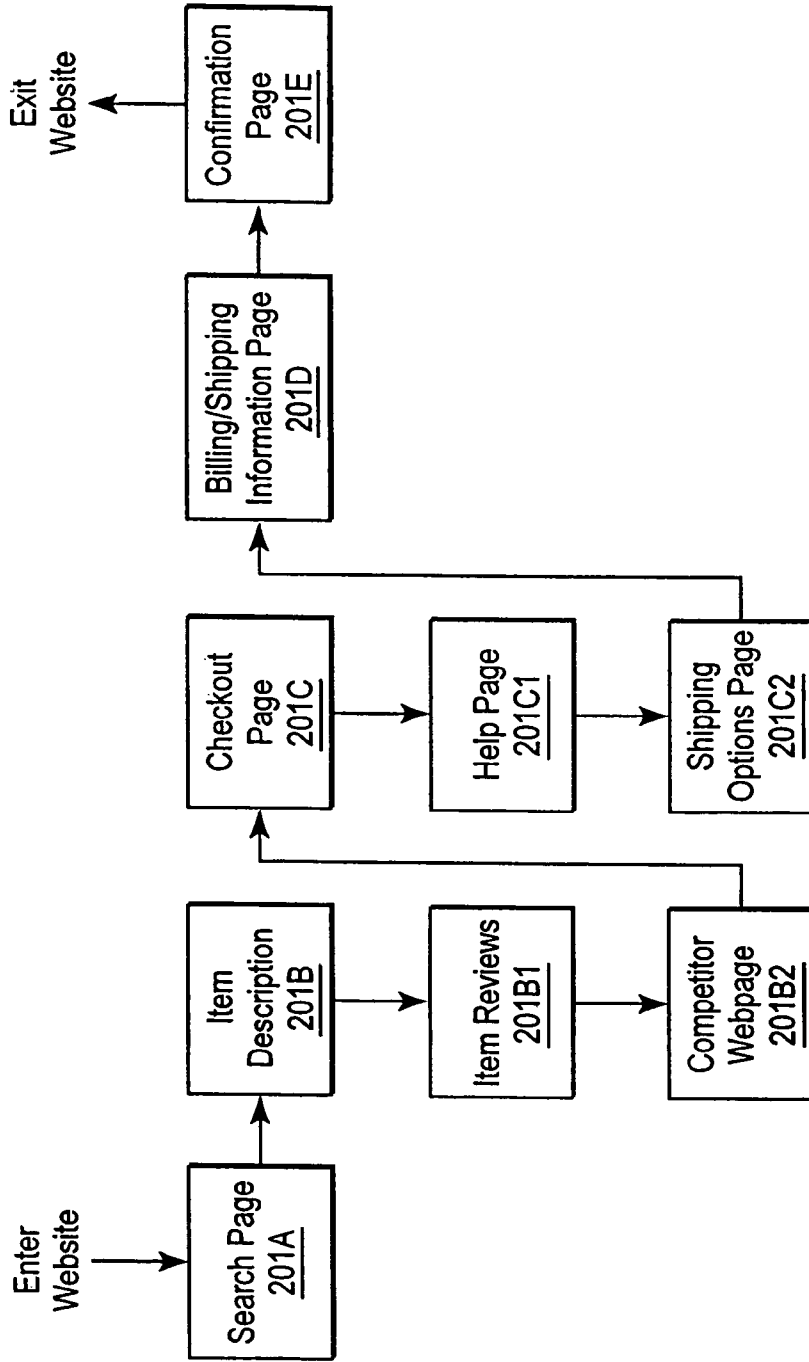 Enter
Website
Search Page
201A
Item
Description
201B
Item Reviews
201B1
Competitor
Webpage
201B2
Checkout
Page
201C
Help Page
201C1
Shipping
Options Page
201C2
Billing/Shipping
Information Page
201D
Confirmation
Page
201E
Exit
Website